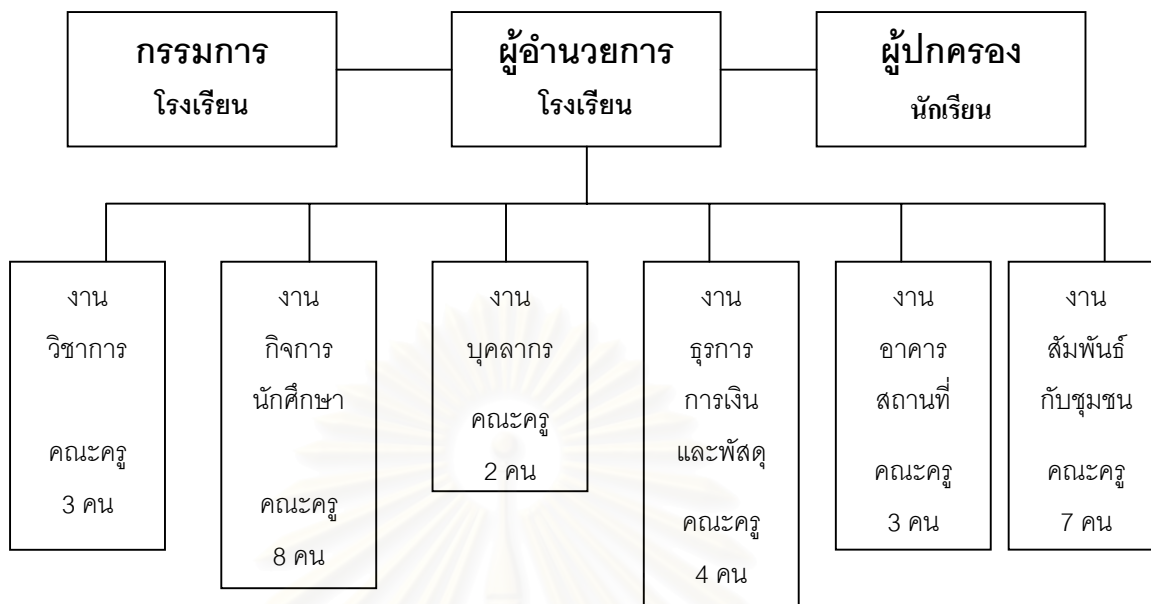 กรรมการ
โรงเรียน
ผู้อำนวยการ
โรงเรียน
ผู้ปกครอง
นักเรียน
งาน
วิชาการ
คณะครู
3 คน
งาน
กิจการ
นักศึกษา
คณะครู
8 คน
งาน
บุคลากร
คณะครู
2 คน
งาน
ธุรการ
การเงิน
และพัสดุ
คณะครู
4 คน
งาน
อาคาร
สถานที่
คณะครู
3 คน
งาน
สัมพันธ์
กับชุมชน
คณะครู
7 คน